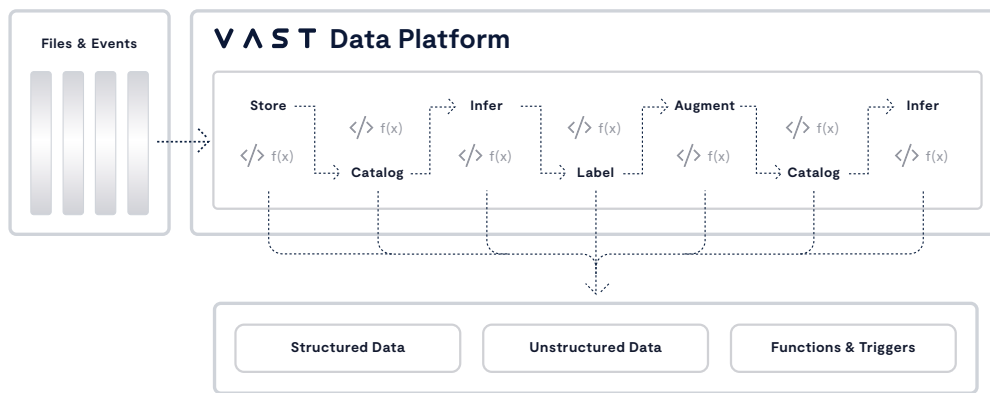 Files & Events
VAST Data Platform
Store
Infer
Augment
Infer
</> f(x)
</> f(x)
</> f(x)
</> f(x)
</> f(x)
</> f(x)
</> f(x)
Catalog
Label
Catalog
Structured Data
Unstructured Data
Functions & Triggers